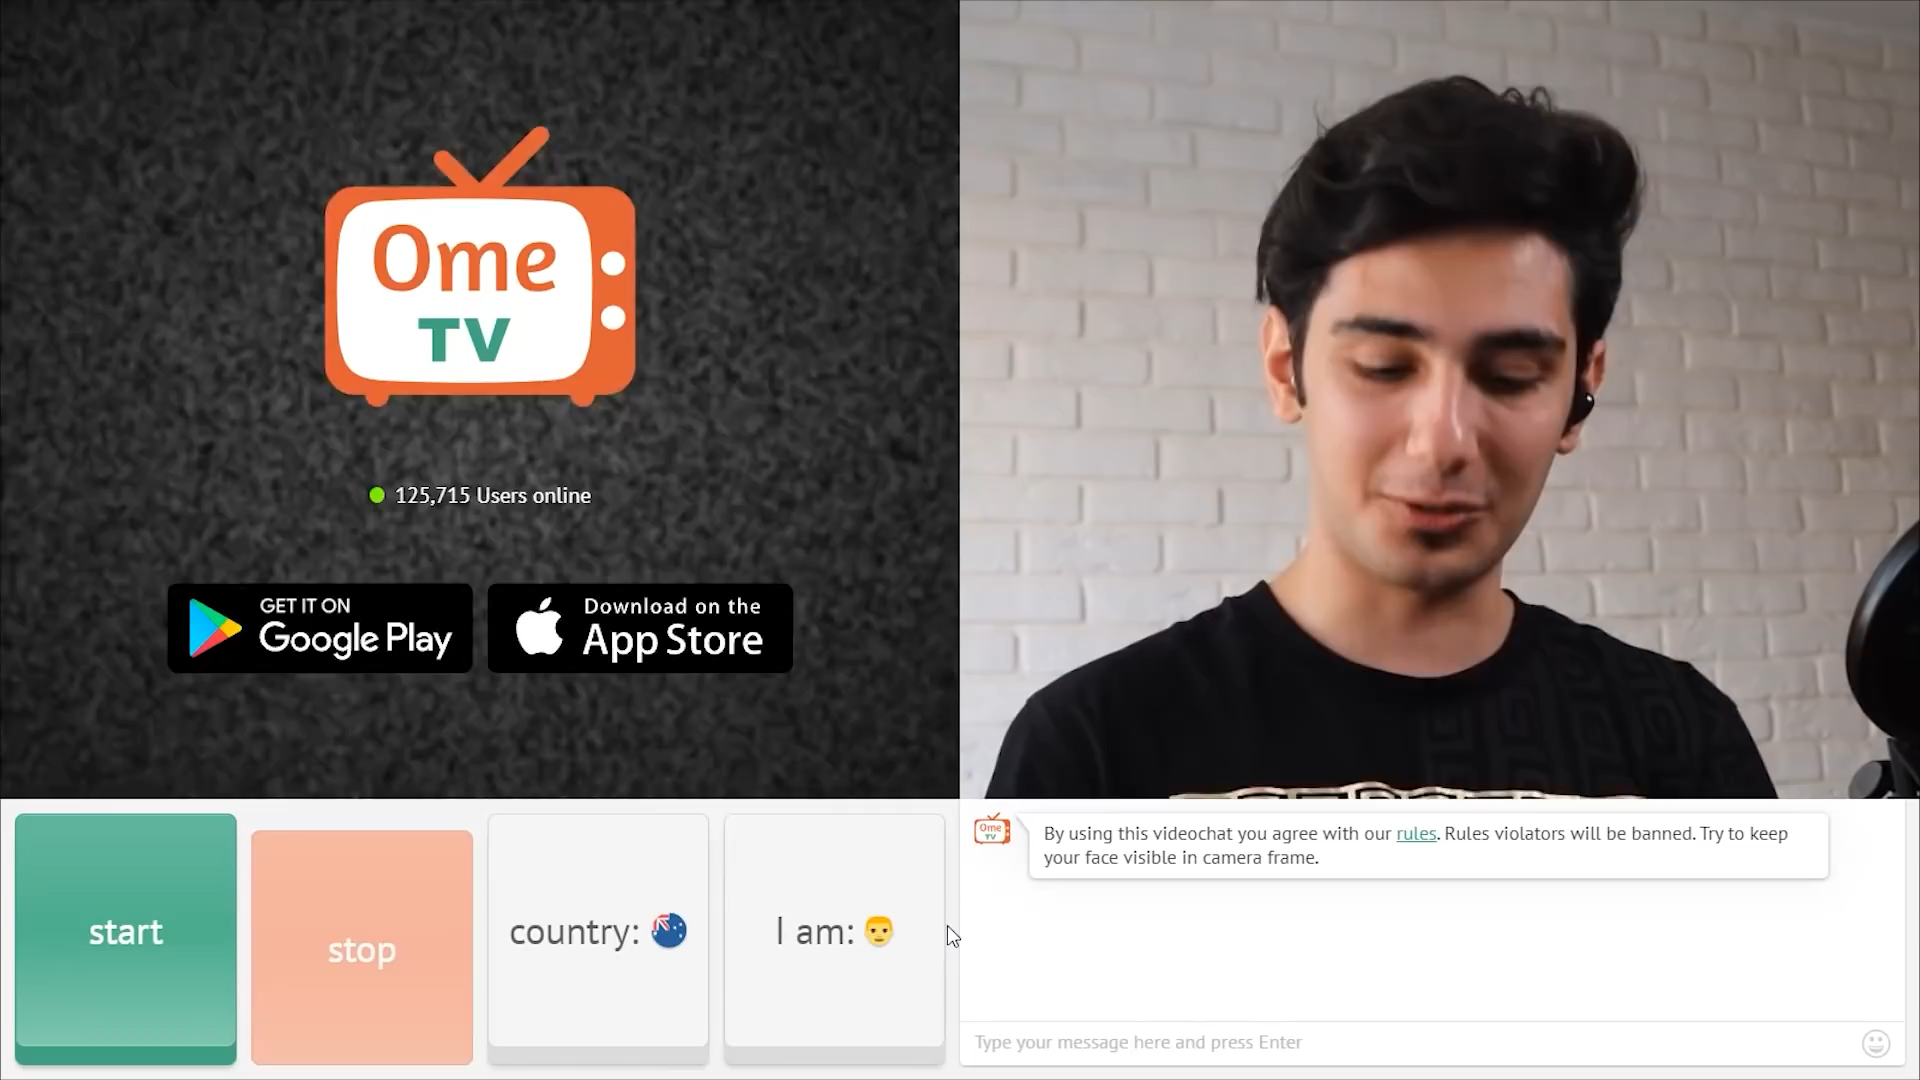 Ome
TV
125,715 Users online
GET IT ON
Google Play
Download on the
App Store
start
stop
country:
I am:
Ome
TV
By using this videochat you agree with our rules. Rules violators will be banned. Try to keep
your face visible in camera frame.
Type your message here and press Enter